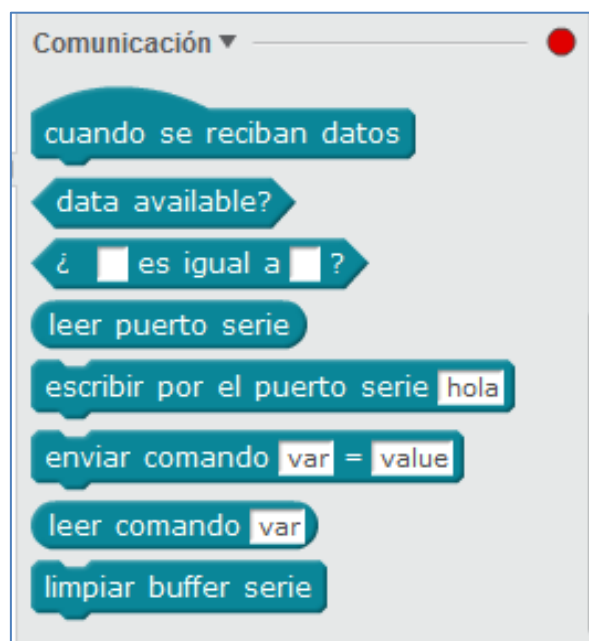 Comunicación
cuando se reciban datos
data available?
¿ es igual a ?
leer puerto serie
escribir por el puerto serie hola
enviar comando var = value
leer comando var
limpiar buffer serie